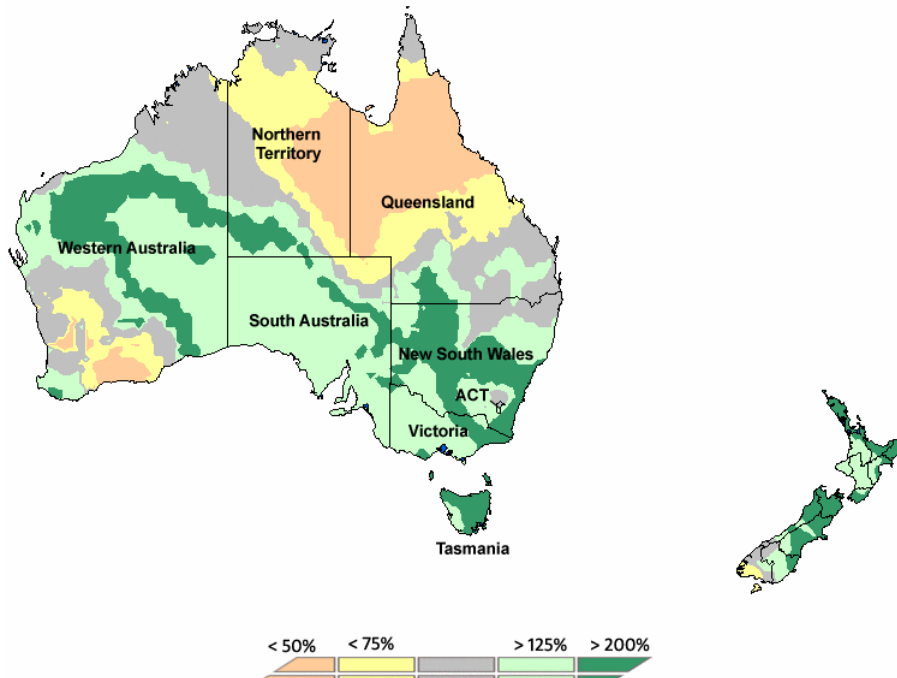 Northern
Territory
Queensland
Western Australia
South Australia
New South Wales
ACT
Victoria
Tasmania
< 50% < 75% > 125% > 200%